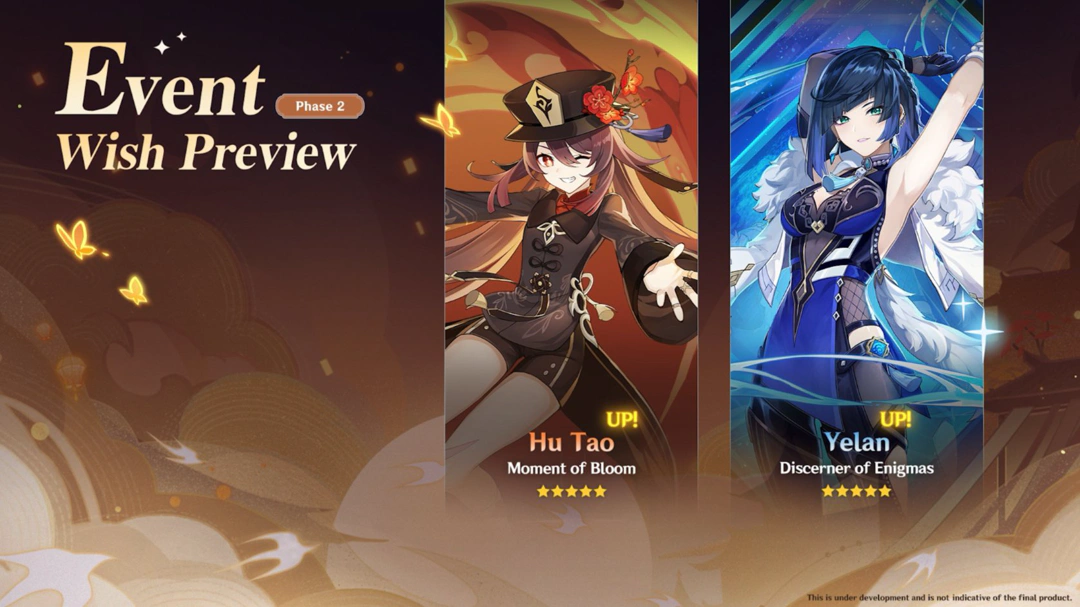 Event
Phase 2
Wish Preview
UP!
Hu Tao
Moment of Bloom
UP!
Yelan
Discerner of Enigmas
This is under development and is not indicative of the final product.